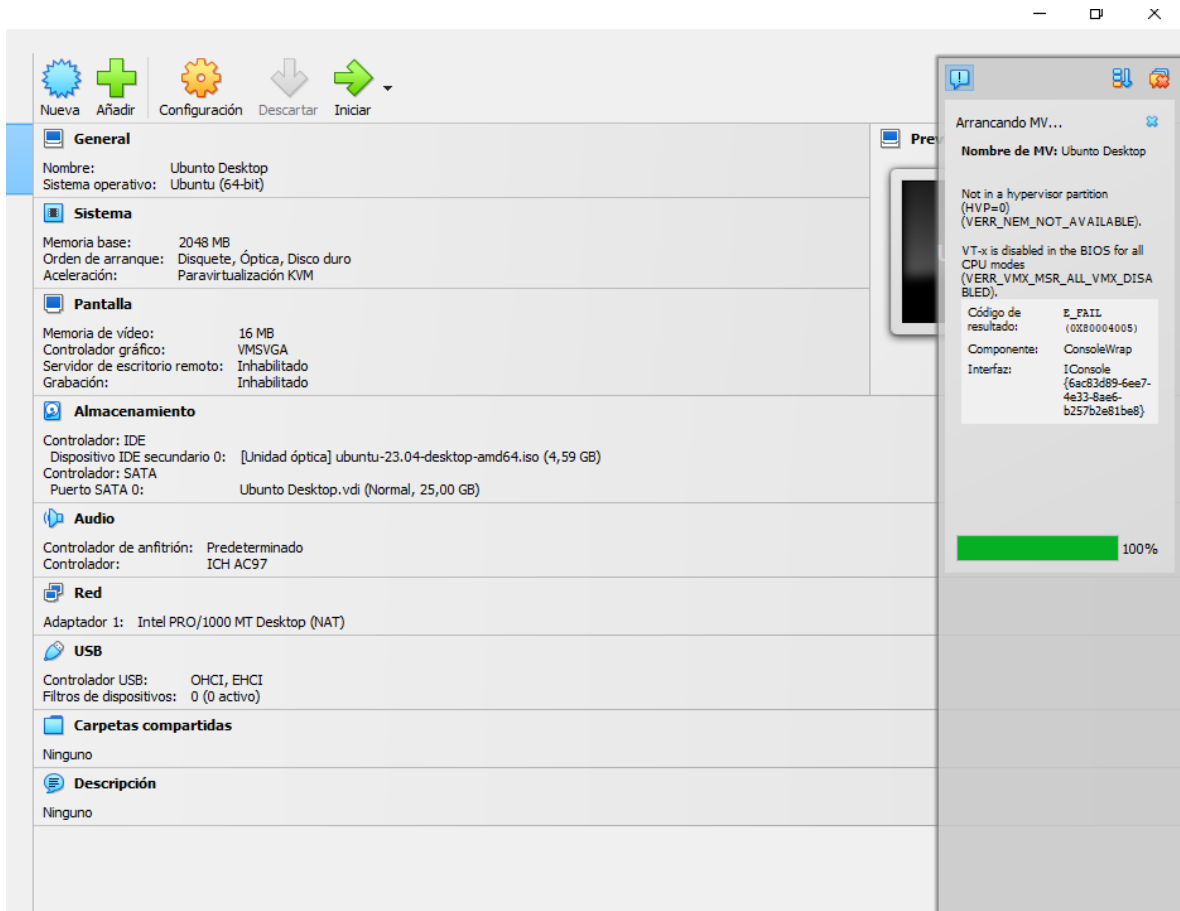 Nueva Añadir Configuración Descartar Iniciar
General
Nombre: Ubunto Desktop
Sistema operativo: Ubuntu (64-bit)
Sistema
Memoria base: 2048 MB
Orden de arranque: Disquete, Óptica, Disco duro
Aceleración: Paravirtualización KVM
Pantalla
Memoria de vídeo: 16 MB
Controlador gráfico: VMSVGA
Servidor de escritorio remoto: Inhabilitado
Grabación: Inhabilitado
Almacenamiento
Controlador: IDE
Dispositivo IDE secundario 0: [Unidad óptica] ubuntu-23.04-desktop-amd64.iso (4,59 GB)
Controlador: SATA
Puerto SATA 0: Ubunto Desktop.vdi (Normal, 25,00 GB)
Audio
Controlador de anfitrión: Predeterminado
Controlador: ICH AC97
Red
Adaptador 1: Intel PRO/1000 MT Desktop (NAT)
USB
Controlador USB: OHCI, EHCI
Filtros de dispositivos: 0 (0 activo)
Carpetas compartidas
Ninguno
Descripción
Ninguno
Prev
Arrancando MV...
Nombre de MV: Ubunto Desktop
Not in a hypervisor partition
(HVP=0)
(VERR_NEM_NOT_AVAILABLE).
VT-x is disabled in the BIOS for all
CPU modes
(VERR_VMX_MSR_ALL_VMX_DISA
BLED).
Código de E_FAIL
resultado: (0X80004005)
Componente: ConsoleWrap
Interfaz: IConsole
{6ac83d89-6ee7-
4e33-8ae6-
b257b2e81be8}
100%